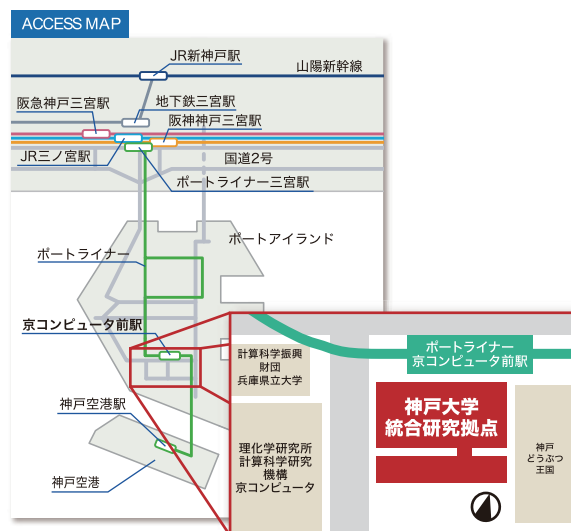 ACCESS MAP
JR新神戸駅
山陽新幹線
阪急神戸三宮駅
地下鉄三宮駅
阪神神戸三宮駅
JR三ノ宮駅
国道2号
ポートライナー三宮駅
ポートアイランド
ポートライナー
京コンピュータ前駅
神戸空港駅
神戸空港
ポートライナー
京コンピュータ前駅
計算科学振興
財団
兵庫県立大学
神戸大学
統合研究拠点
理化学研究所
計算科学研究
機構
京コンピュータ
神戸
どうぶつ
王国